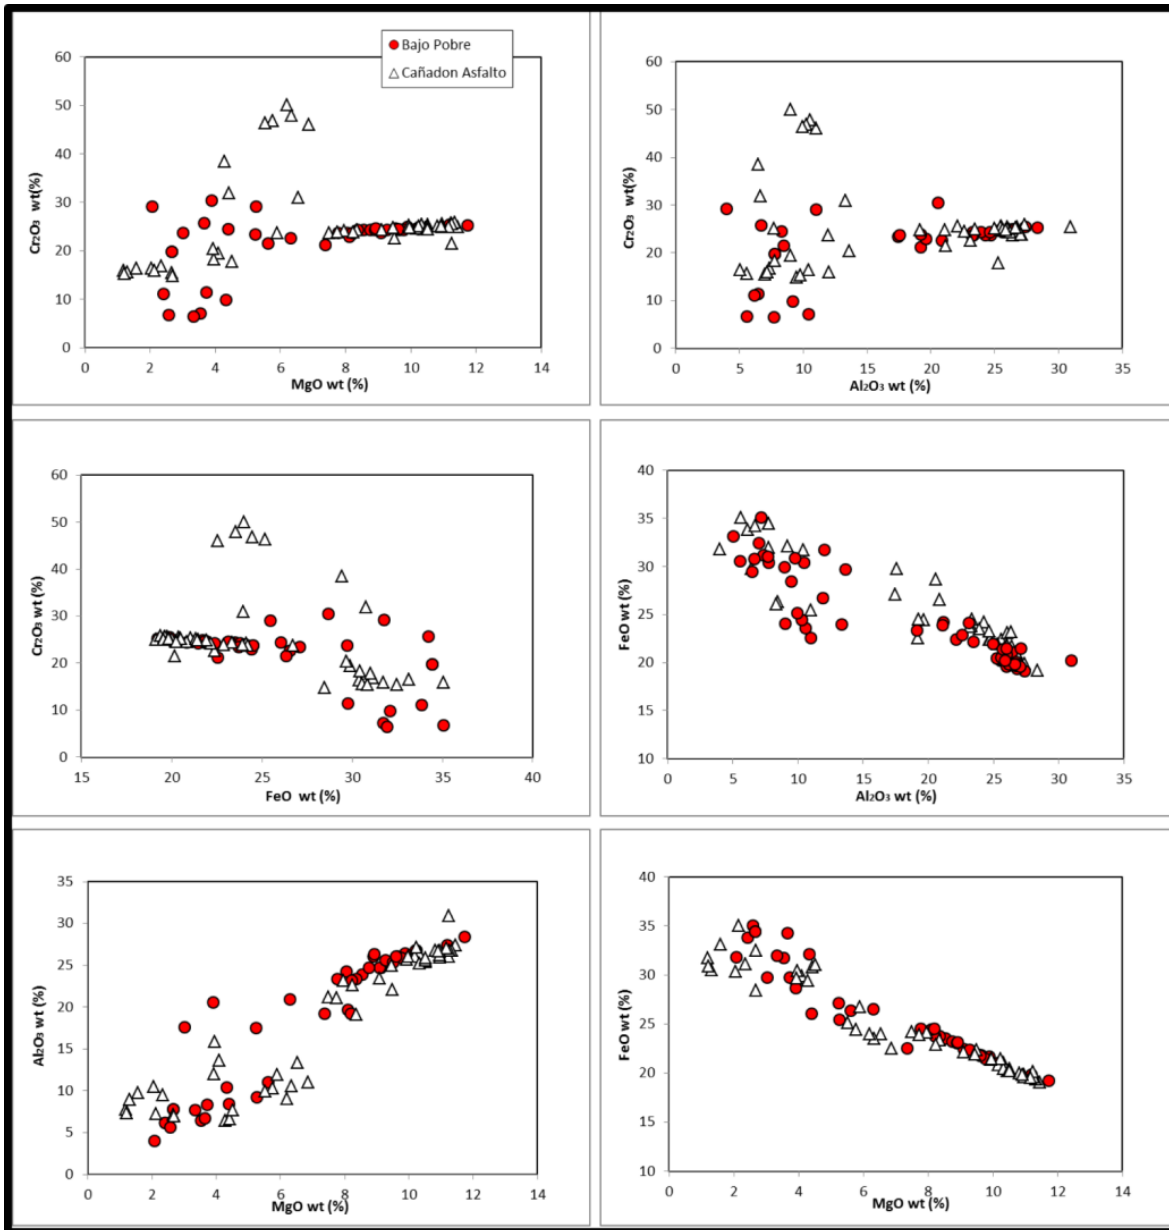 Bajo Pobre
Cañadon Asfalto
60
50
40
30
20
10
0
Cr₂O₃ wt(%)
0 2 4 6 8 10 12 14
MgO wt (%)
60
50
40
30
20
10
0
Cr₂O₃ wt(%)
0 5 10 15 20 25 30 35
Al₂O₃ wt (%)
60
50
40
30
20
10
0
Cr₂O₃ wt (%)
15 20 25 30 35 40
FeO wt (%)
40
35
30
25
20
15
10
FeO wt (%)
0 5 10 15 20 25 30 35
Al₂O₃ wt (%)
35
30
25
20
15
10
5
0
Al₂O₃ wt (%)
0 2 4 6 8 10 12 14
MgO wt (%)
40
35
30
25
20
15
10
FeO wt (%)
0 2 4 6 8 10 12 14
MgO wt (%)